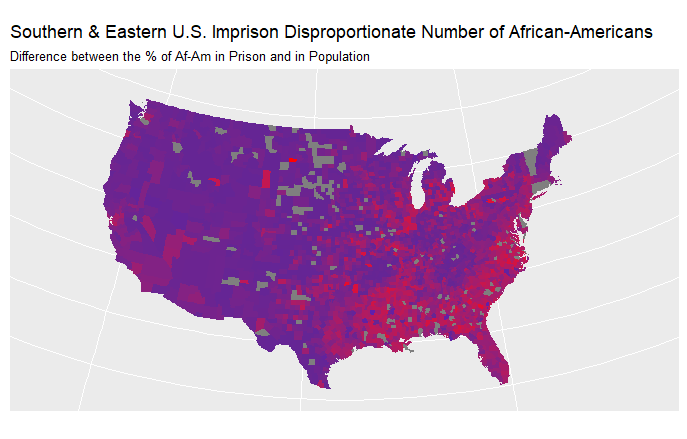 Southern & Eastern U.S. Imprison Disproportionate Number of African-Americans
Difference between the % of Af-Am in Prison and in Population